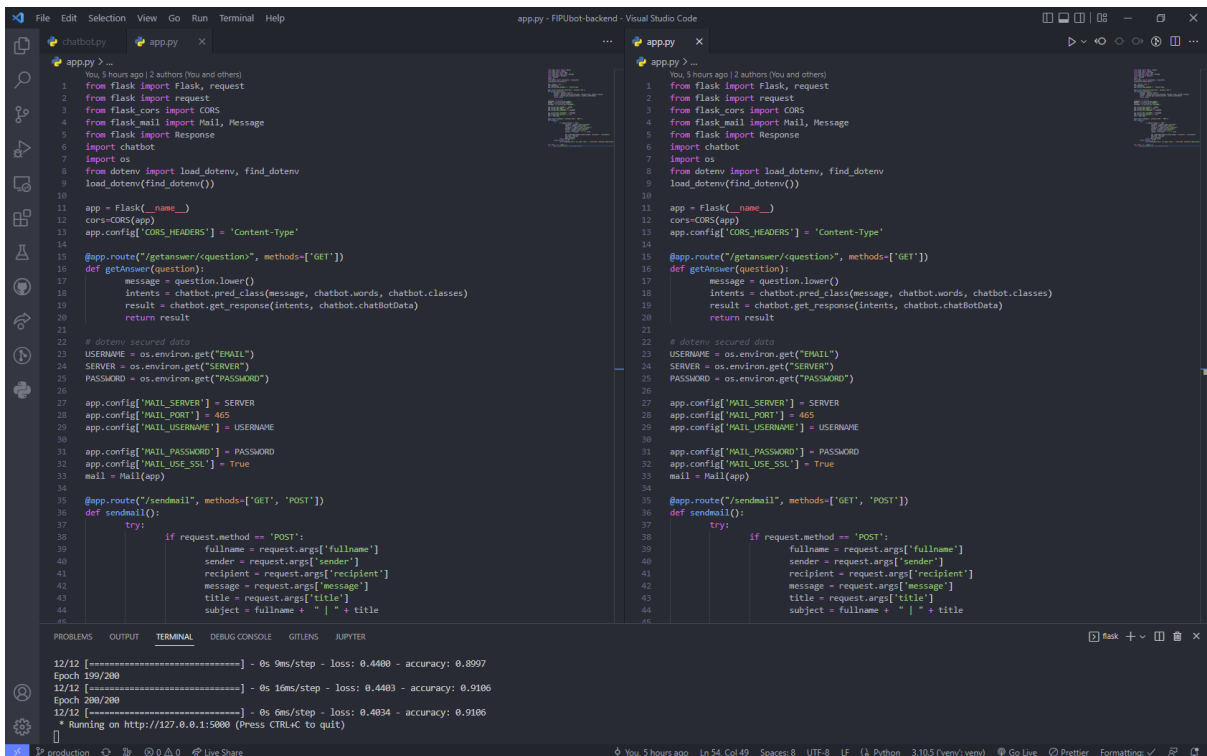 File Edit Selection View Go Run Terminal Help
app.py - FIPUbot-backend - Visual Studio Code
chatbot.py app.py
app.py > ...
You, 5 hours ago | 2 authors (You and others)
1 from flask import Flask, request
2 from flask import request
3 from flask_cors import CORS
4 from flask_mail import Mail, Message
5 from flask import Response
6 import chatbot
7 import os
8 from dotenv import load_dotenv, find_dotenv
9 load_dotenv(find_dotenv())
10
11 app = Flask(__name__)
12 cors=CORS(app)
13 app.config['CORS_HEADERS'] = 'Content-Type'
14
15 @app.route("/getanswer/<question>", methods=['GET'])
16 def getAnswer(question):
17 message = question.lower()
18 intents = chatbot.pred_class(message, chatbot.words, chatbot.classes)
19 result = chatbot.get_response(intents, chatbot.chatBotData)
20 return result
21
22 # dotenv secured data
23 USERNAME = os.environ.get("EMAIL")
24 SERVER = os.environ.get("SERVER")
25 PASSWORD = os.environ.get("PASSWORD")
26
27 app.config['MAIL_SERVER'] = SERVER
28 app.config['MAIL_PORT'] = 465
29 app.config['MAIL_USERNAME'] = USERNAME
30
31 app.config['MAIL_PASSWORD'] = PASSWORD
32 app.config['MAIL_USE_SSL'] = True
33 mail = Mail(app)
34
35 @app.route("/sendmail", methods=['GET', 'POST'])
36 def sendmail():
37 try:
38 if request.method == 'POST':
39 fullname = request.args['fullname']
40 sender = request.args['sender']
41 recipient = request.args['recipient']
42 message = request.args['message']
43 title = request.args['title']
44 subject = fullname + " | " + title
45
app.py
app.py > ...
You, 5 hours ago | 2 authors (You and others)
1 from flask import Flask, request
2 from flask import request
3 from flask_cors import CORS
4 from flask_mail import Mail, Message
5 from flask import Response
6 import chatbot
7 import os
8 from dotenv import load_dotenv, find_dotenv
9 load_dotenv(find_dotenv())
10
11 app = Flask(__name__)
12 cors=CORS(app)
13 app.config['CORS_HEADERS'] = 'Content-Type'
14
15 @app.route("/getanswer/<question>", methods=['GET'])
16 def getAnswer(question):
17 message = question.lower()
18 intents = chatbot.pred_class(message, chatbot.words, chatbot.classes)
19 result = chatbot.get_response(intents, chatbot.chatBotData)
20 return result
21
22 # dotenv secured data
23 USERNAME = os.environ.get("EMAIL")
24 SERVER = os.environ.get("SERVER")
25 PASSWORD = os.environ.get("PASSWORD")
26
27 app.config['MAIL_SERVER'] = SERVER
28 app.config['MAIL_PORT'] = 465
29 app.config['MAIL_USERNAME'] = USERNAME
30
31 app.config['MAIL_PASSWORD'] = PASSWORD
32 app.config['MAIL_USE_SSL'] = True
33 mail = Mail(app)
34
35 @app.route("/sendmail", methods=['GET', 'POST'])
36 def sendmail():
37 try:
38 if request.method == 'POST':
39 fullname = request.args['fullname']
40 sender = request.args['sender']
41 recipient = request.args['recipient']
42 message = request.args['message']
43 title = request.args['title']
44 subject = fullname + " | " + title
45
PROBLEMS OUTPUT TERMINAL DEBUG CONSOLE GITLENS JUPYTER
flask
12/12 [==============================] - 0s 9ms/step - loss: 0.4400 - accuracy: 0.8997
Epoch 199/200
12/12 [==============================] - 0s 16ms/step - loss: 0.4403 - accuracy: 0.9106
Epoch 200/200
12/12 [==============================] - 0s 6ms/step - loss: 0.4034 - accuracy: 0.9106
* Running on http://127.0.0.1:5000 (Press CTRL+C to quit)
production 0 0 Live Share You, 5 hours ago Ln 54, Col 49 Spaces: 8 UTF-8 LF Python 3.10.5 ('venv': venv) Go Live Prettier Formatting: ✓